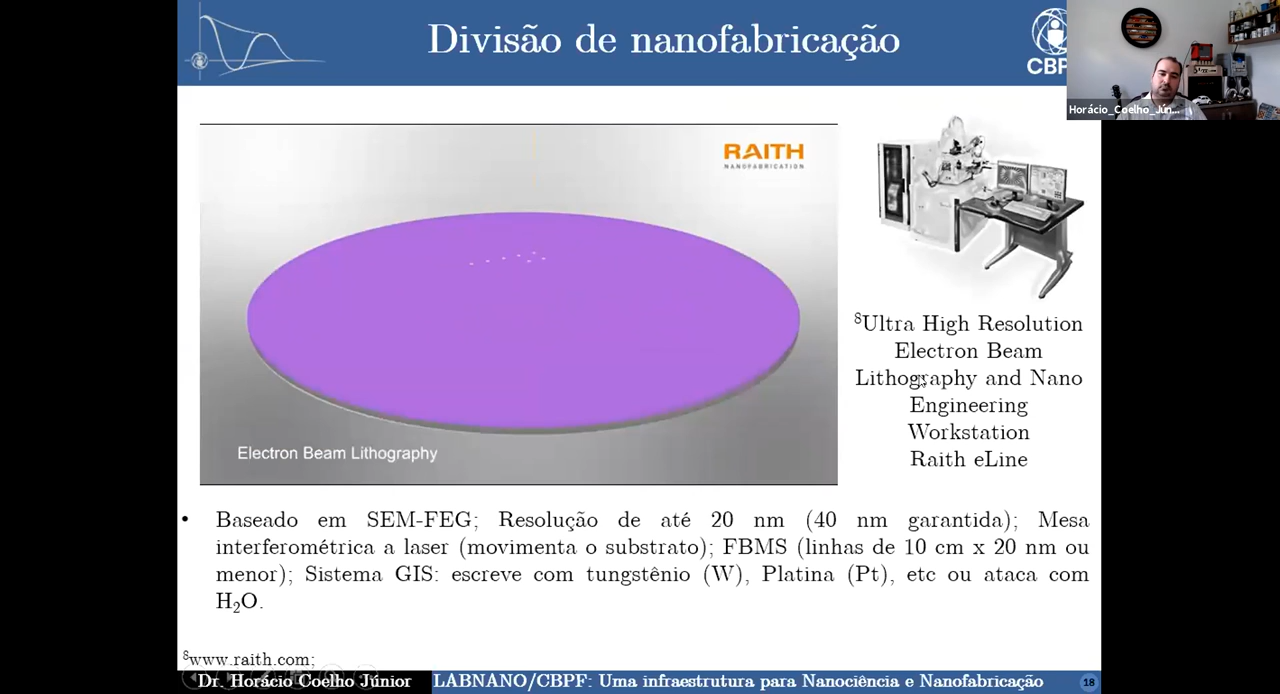 Divisão de nanofabricação
CBPF
Horácio_Coelho_Jún...
RAITH
NANOFABRICATION
Electron Beam Lithography
⁸Ultra High Resolution
Electron Beam
Lithography and Nano
Engineering
Workstation
Raith eLine
• Baseado em SEM-FEG; Resolução de até 20 nm (40 nm garantida); Mesa
interferométrica a laser (movimenta o substrato); FBMS (linhas de 10 cm x 20 nm ou
menor); Sistema GIS: escreve com tungstênio (W), Platina (Pt), etc ou ataca com
H₂O.
⁸www.raith.com;
Dr. Horácio Coelho Júnior
LABNANO/CBPF: Uma infraestrutura para Nanociência e Nanofabricação
18